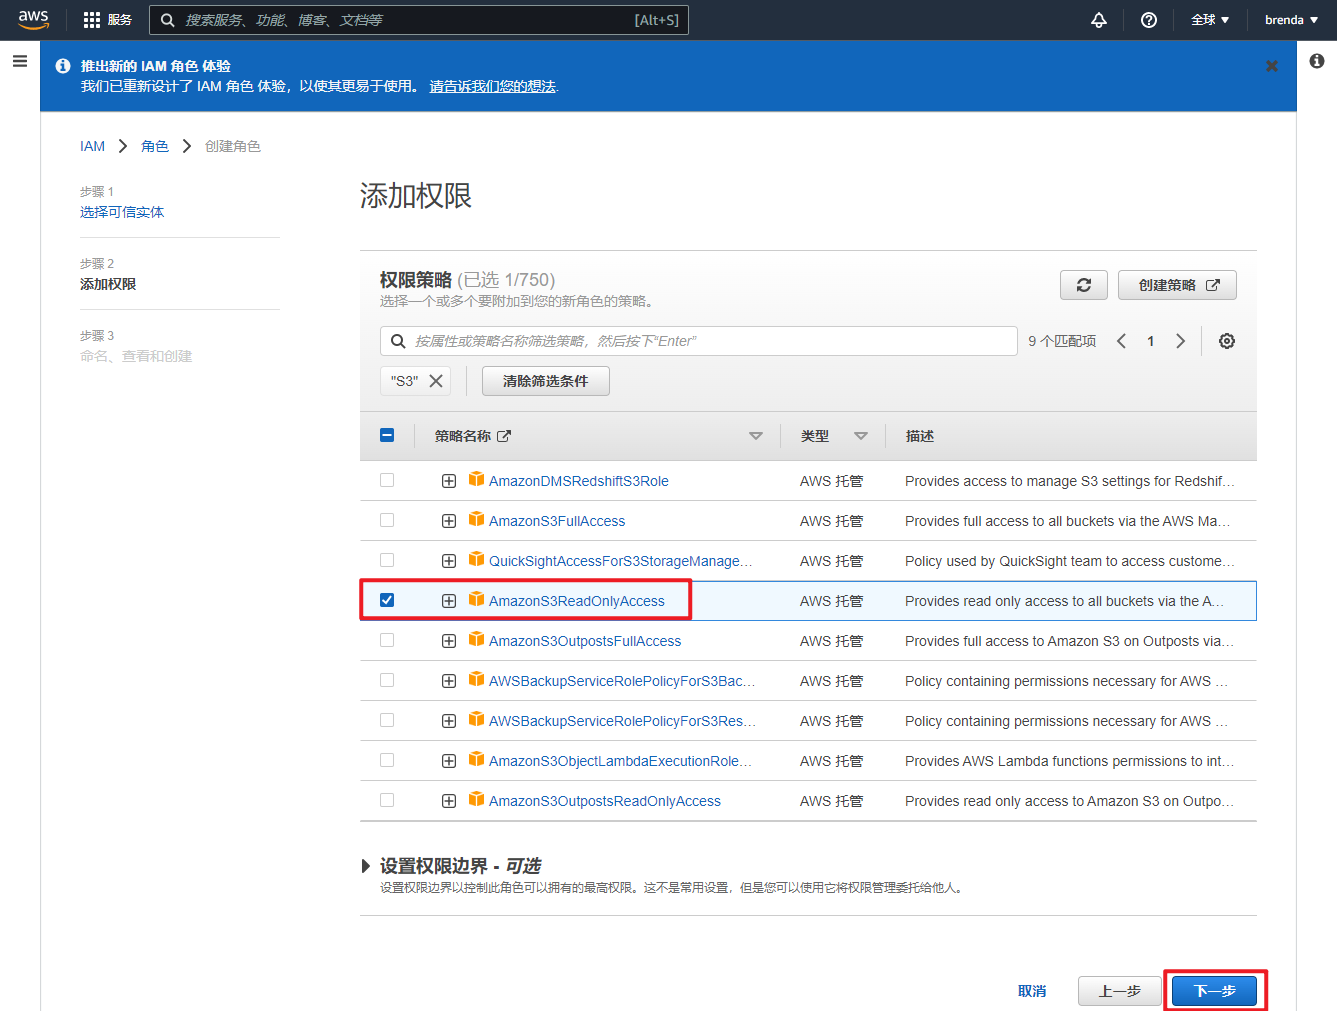 aws 服务 搜索服务、功能、博客、文档等 [Alt+S] 全球 ▼ brenda ▼
推出新的 IAM 角色 体验
我们已重新设计了 IAM 角色 体验，以使其更易于使用。 请告诉我们您的想法.
IAM 角色 创建角色
步骤 1
选择可信实体
步骤 2
添加权限
步骤 3
命名、查看和创建
添加权限
权限策略 (已选 1/750)
选择一个或多个要附加到您的新角色的策略。
创建策略
按属性或策略名称筛选策略，然后按下“Enter”
9 个匹配项 1
"S3" 清除筛选条件
策略名称 类型 描述
AmazonDMSRedshiftS3Role AWS 托管 Provides access to manage S3 settings for Redshif…
AmazonS3FullAccess AWS 托管 Provides full access to all buckets via the AWS Ma…
QuickSightAccessForS3StorageManage… AWS 托管 Policy used by QuickSight team to access custome…
AmazonS3ReadOnlyAccess AWS 托管 Provides read only access to all buckets via the A…
AmazonS3OutpostsFullAccess AWS 托管 Provides full access to Amazon S3 on Outposts via…
AWSBackupServiceRolePolicyForS3Bac… AWS 托管 Policy containing permissions necessary for AWS …
AWSBackupServiceRolePolicyForS3Res… AWS 托管 Policy containing permissions necessary for AWS …
AmazonS3ObjectLambdaExecutionRole… AWS 托管 Provides AWS Lambda functions permissions to int…
AmazonS3OutpostsReadOnlyAccess AWS 托管 Provides read only access to Amazon S3 on Outpo…
设置权限边界 - 可选
设置权限边界以控制此角色可以拥有的最高权限。这不是常用设置，但是您可以使用它将权限管理委托给他人。
取消 上一步 下一步